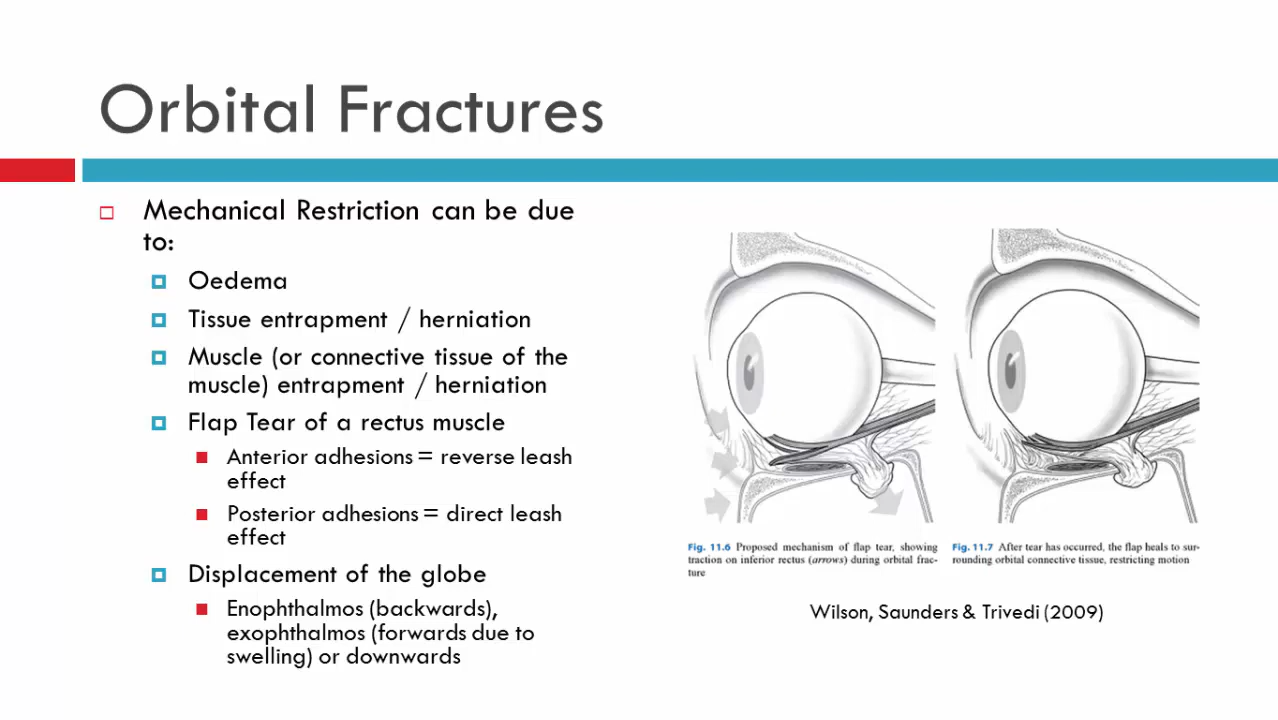 Orbital Fractures
Mechanical Restriction can be due
to:
Oedema
Tissue entrapment / herniation
Muscle (or connective tissue of the
muscle) entrapment / herniation
Flap Tear of a rectus muscle
Anterior adhesions = reverse leash
effect
Posterior adhesions = direct leash
effect
Displacement of the globe
Enophthalmos (backwards),
exophthalmos (forwards due to
swelling) or downwards
Fig. 11.6 Proposed mechanism of flap tear, showing
traction on inferior rectus (arrows) during orbital frac-
ture
Fig. 11.7 After tear has occurred, the flap heals to sur-
rounding orbital connective tissue, restricting motion
Wilson, Saunders & Trivedi (2009)